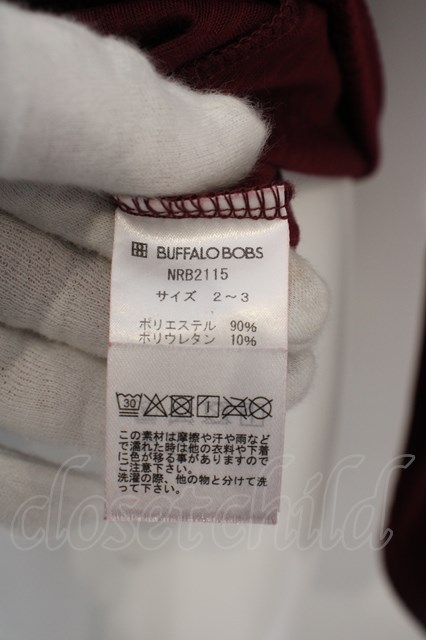 BUFFALO BOBS
NRB2115
サイズ 2～3
ポリエステル 90%
ポリウレタン 10%
30
この素材は摩擦や汗や雨など
で濡れた時は他の衣料や下着
に色が移る事がありますので
ご注意下さい。
洗濯の際、他の物と分けて洗
って下さい。
closetchild